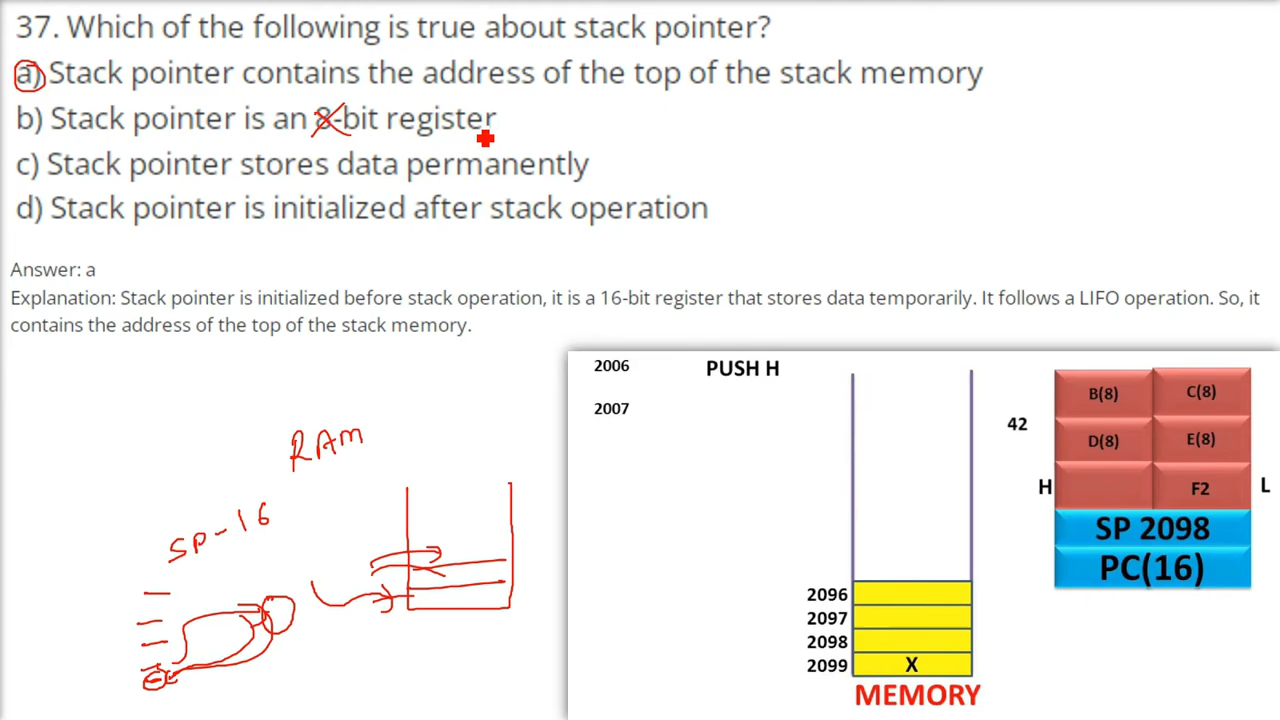 37. Which of the following is true about stack pointer?
a) Stack pointer contains the address of the top of the stack memory
b) Stack pointer is an 8-bit register
c) Stack pointer stores data permanently
d) Stack pointer is initialized after stack operation
Answer: a
Explanation: Stack pointer is initialized before stack operation, it is a 16-bit register that stores data temporarily. It follows a LIFO operation. So, it
contains the address of the top of the stack memory.
RAM
SP-16
2006 PUSH H
2007
42
B(8) C(8)
D(8) E(8)
H F2 L
SP 2098
PC(16)
2096
2097
2098
2099 X
MEMORY